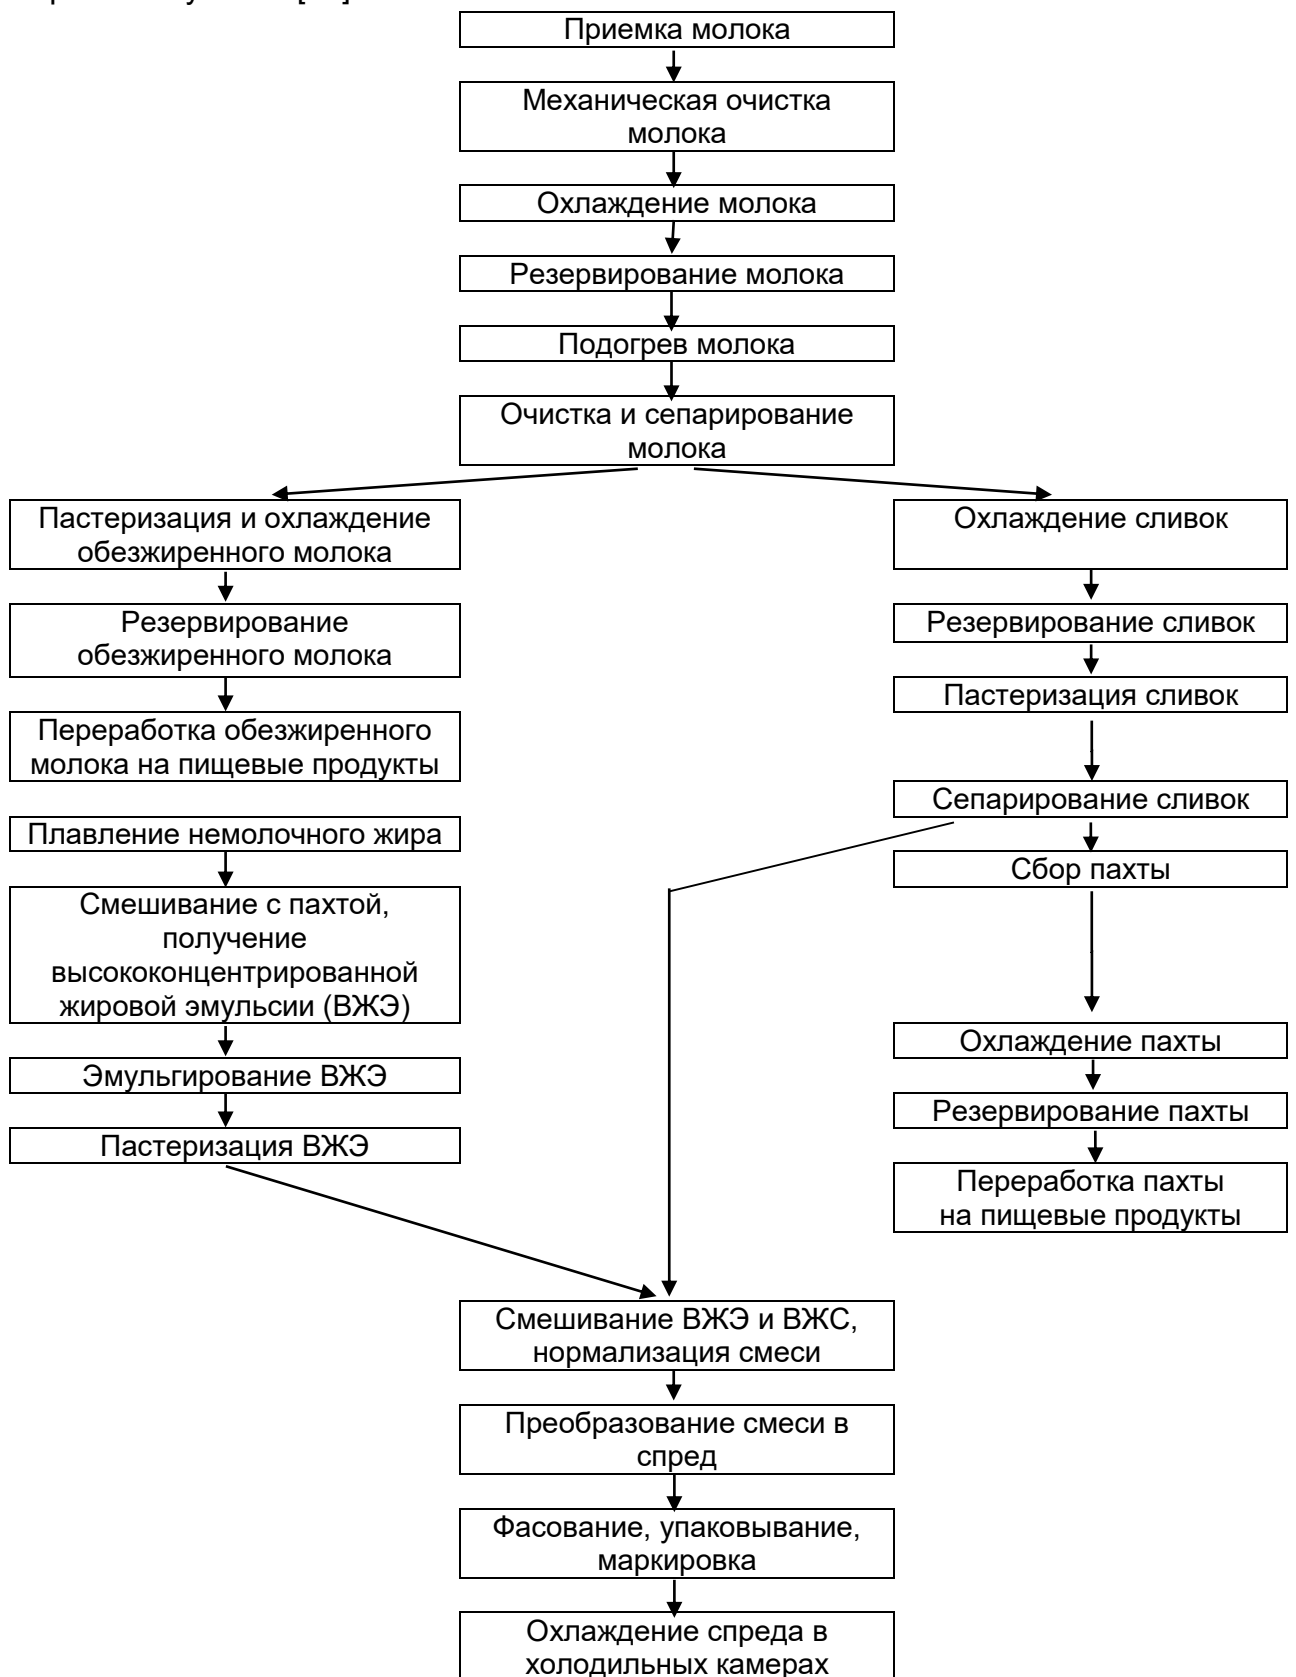 Приемка молока
Механическая очистка
молока
Охлаждение молока
Резервирование молока
Подогрев молока
Очистка и сепарирование
молока
Пастеризация и охлаждение
обезжиренного молока
Резервирование
обезжиренного молока
Переработка обезжиренного
молока на пищевые продукты
Охлаждение сливок
Резервирование сливок
Пастеризация сливок
Сепарирование сливок
Сбор пахты
Охлаждение пахты
Резервирование пахты
Переработка пахты
на пищевые продукты
Плавление немолочного жира
Смешивание с пахтой,
получение
высококонцентрированной
жировой эмульсии (ВЖЭ)
Эмульгирование ВЖЭ
Пастеризация ВЖЭ
Смешивание ВЖЭ и ВЖС,
нормализация смеси
Преобразование смеси в
спред
Фасование, упаковывание,
маркировка
Охлаждение спреда в
холодильных камерах